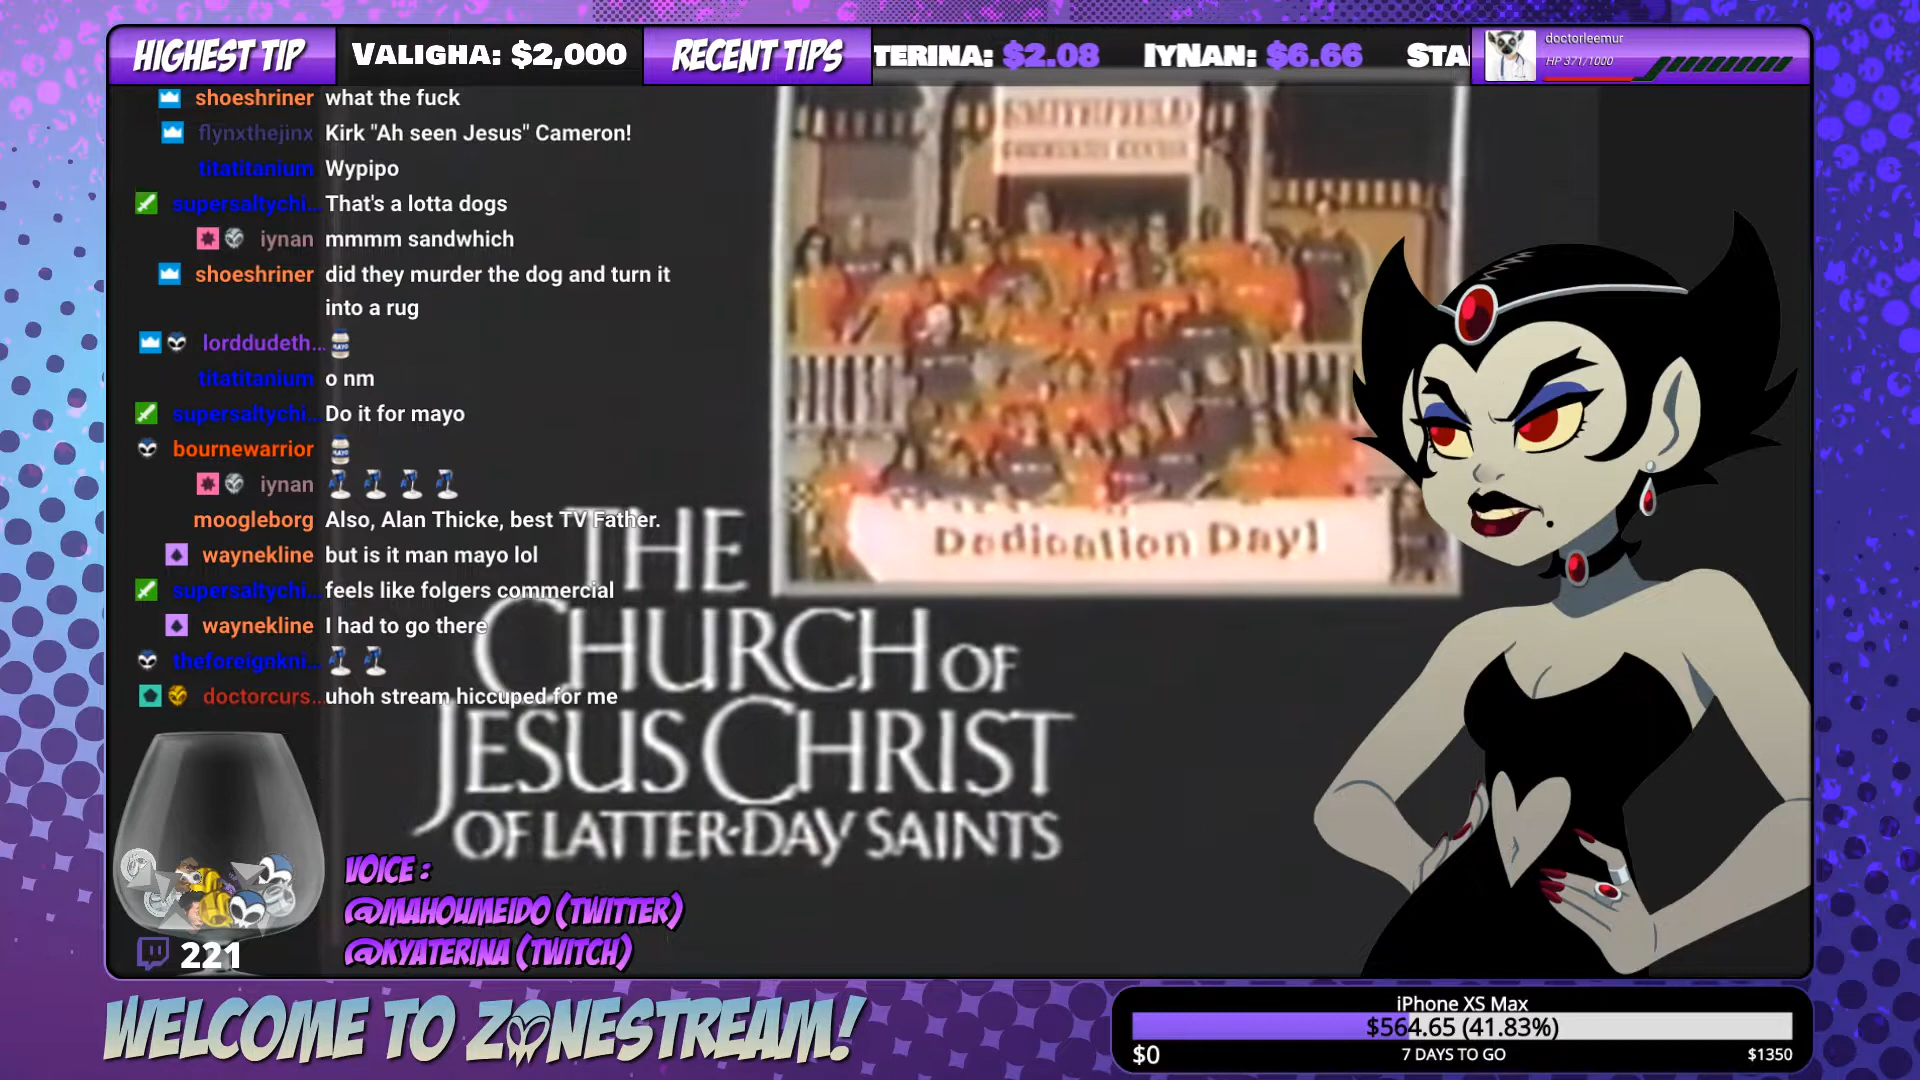 HIGHEST TIP
VALIGHA: $2,000
RECENT TIPS
TERINA: $2.08 IYNAN: $6.66 STA
doctorleemur
HP 371/1000
shoeshriner what the fuck
flynxthejinx Kirk "Ah seen Jesus" Cameron!
titatitanium Wypipo
supersaltychi... That's a lotta dogs
iynan mmmm sandwhich
shoeshriner did they murder the dog and turn it
into a rug
lorddudeth...
titatitanium o nm
supersaltychi... Do it for mayo
bournewarrior
iynan
moogleborg Also, Alan Thicke, best TV Father.
waynekline but is it man mayo lol
supersaltychi... feels like folgers commercial
waynekline I had to go there
theforeignkni...
doctorcurs... uhoh stream hiccuped for me
SMITHFIELD
Dedication Day!
THE
CHURCH OF
JESUS CHRIST
OF LATTER-DAY SAINTS
VOICE :
@MAHOUMEIDO (TWITTER)
@KYATERINA (TWITCH)
221
WELCOME TO ZONESTREAM!
iPhone XS Max
$564.65 (41.83%)
$0 7 DAYS TO GO $1350